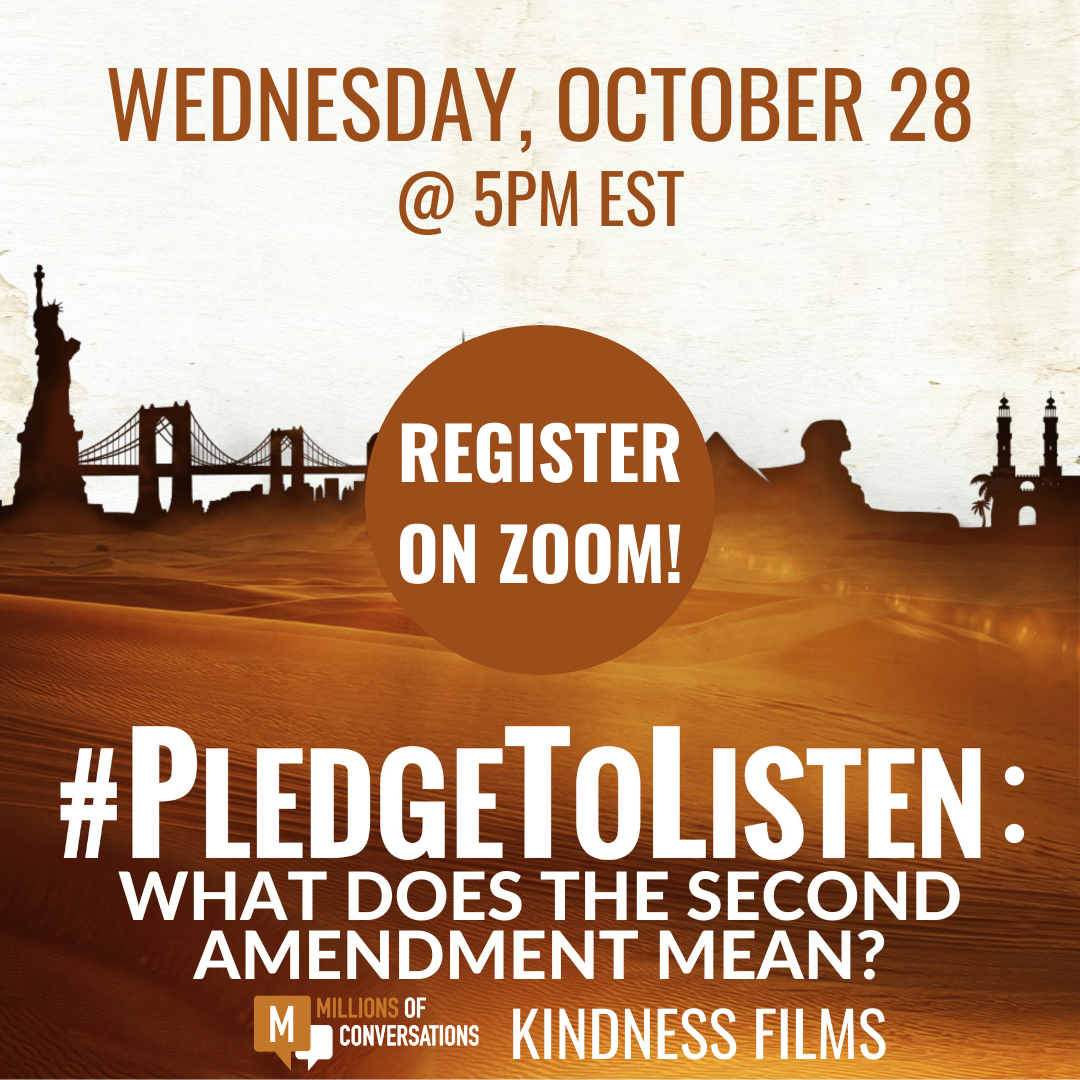 WEDNESDAY, OCTOBER 28
@ 5PM EST
REGISTER
ON ZOOM!
#PLEDGETOLISTEN:
WHAT DOES THE SECOND
AMENDMENT MEAN?
M
MILLIONS OF
CONVERSATIONS
KINDNESS FILMS